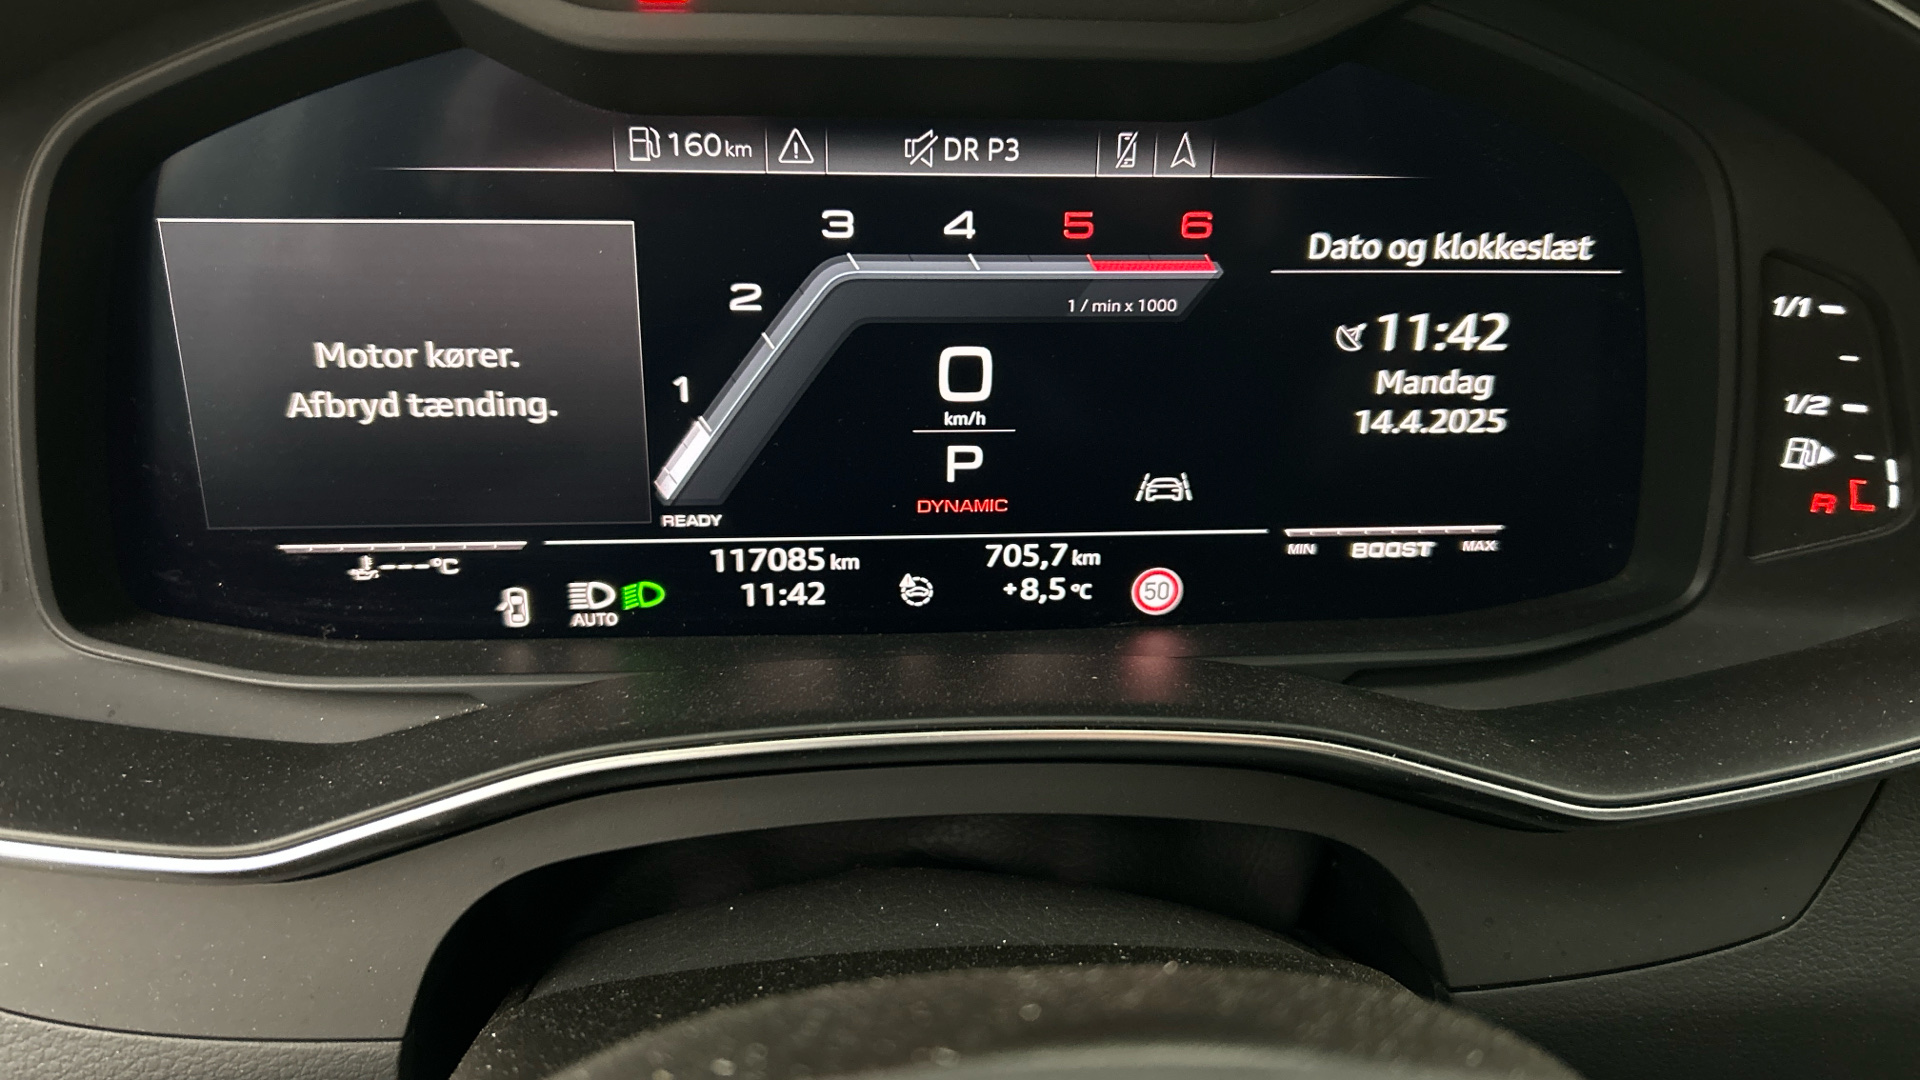 160 km
DR P3
3 4 5 6
Dato og klokkeslæt
2
1 / min x 1000
1/1
11:42
Motor kører.
0
Mandag
1
km/h
1/2
Afbryd tænding.
14.4.2025
P
DYNAMIC
R
READY
MIN BOOST MAX
117085 km
705,7 km
---°C
11:42
+8,5 °C
50
AUTO